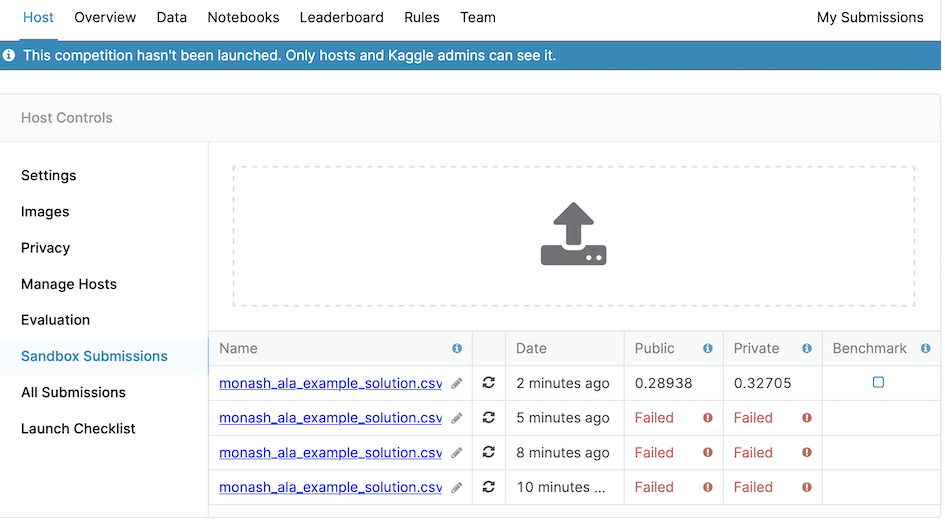 Host Overview Data Notebooks Leaderboard Rules Team My Submissions
This competition hasn't been launched. Only hosts and Kaggle admins can see it.
Host Controls
Settings
Images
Privacy
Manage Hosts
Evaluation
Sandbox Submissions
All Submissions
Launch Checklist
Name Date Public Private Benchmark
monash_ala_example_solution.csv 2 minutes ago 0.28938 0.32705
monash_ala_example_solution.csv 5 minutes ago Failed Failed
monash_ala_example_solution.csv 8 minutes ago Failed Failed
monash_ala_example_solution.csv 10 minutes ... Failed Failed